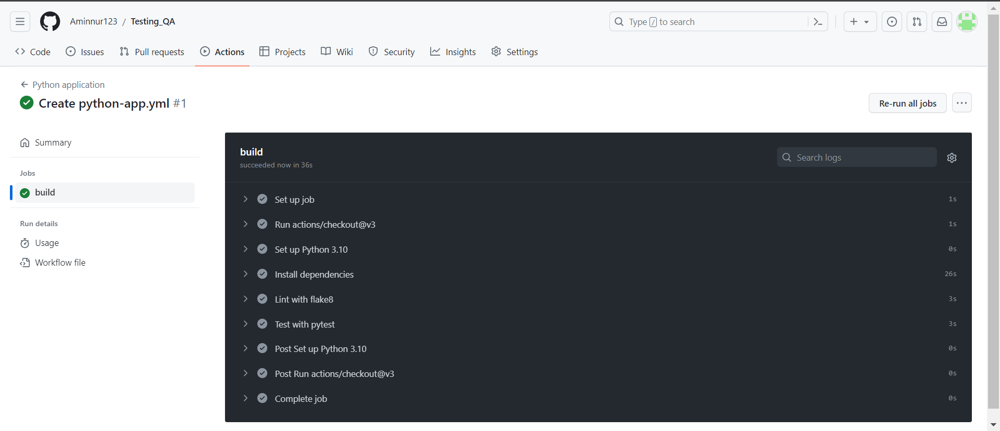 Aminnur123 / Testing_QA
Type / to search
Code Issues Pull requests Actions Projects Wiki Security Insights Settings
Python application
Create python-app.yml #1
Re-run all jobs
Summary
Jobs
build
Run details
Usage
Workflow file
build
succeeded now in 36s
Search logs
Set up job 1s
Run actions/checkout@v3 1s
Set up Python 3.10 0s
Install dependencies 26s
Lint with flake8 3s
Test with pytest 3s
Post Set up Python 3.10 0s
Post Run actions/checkout@v3 0s
Complete job 0s